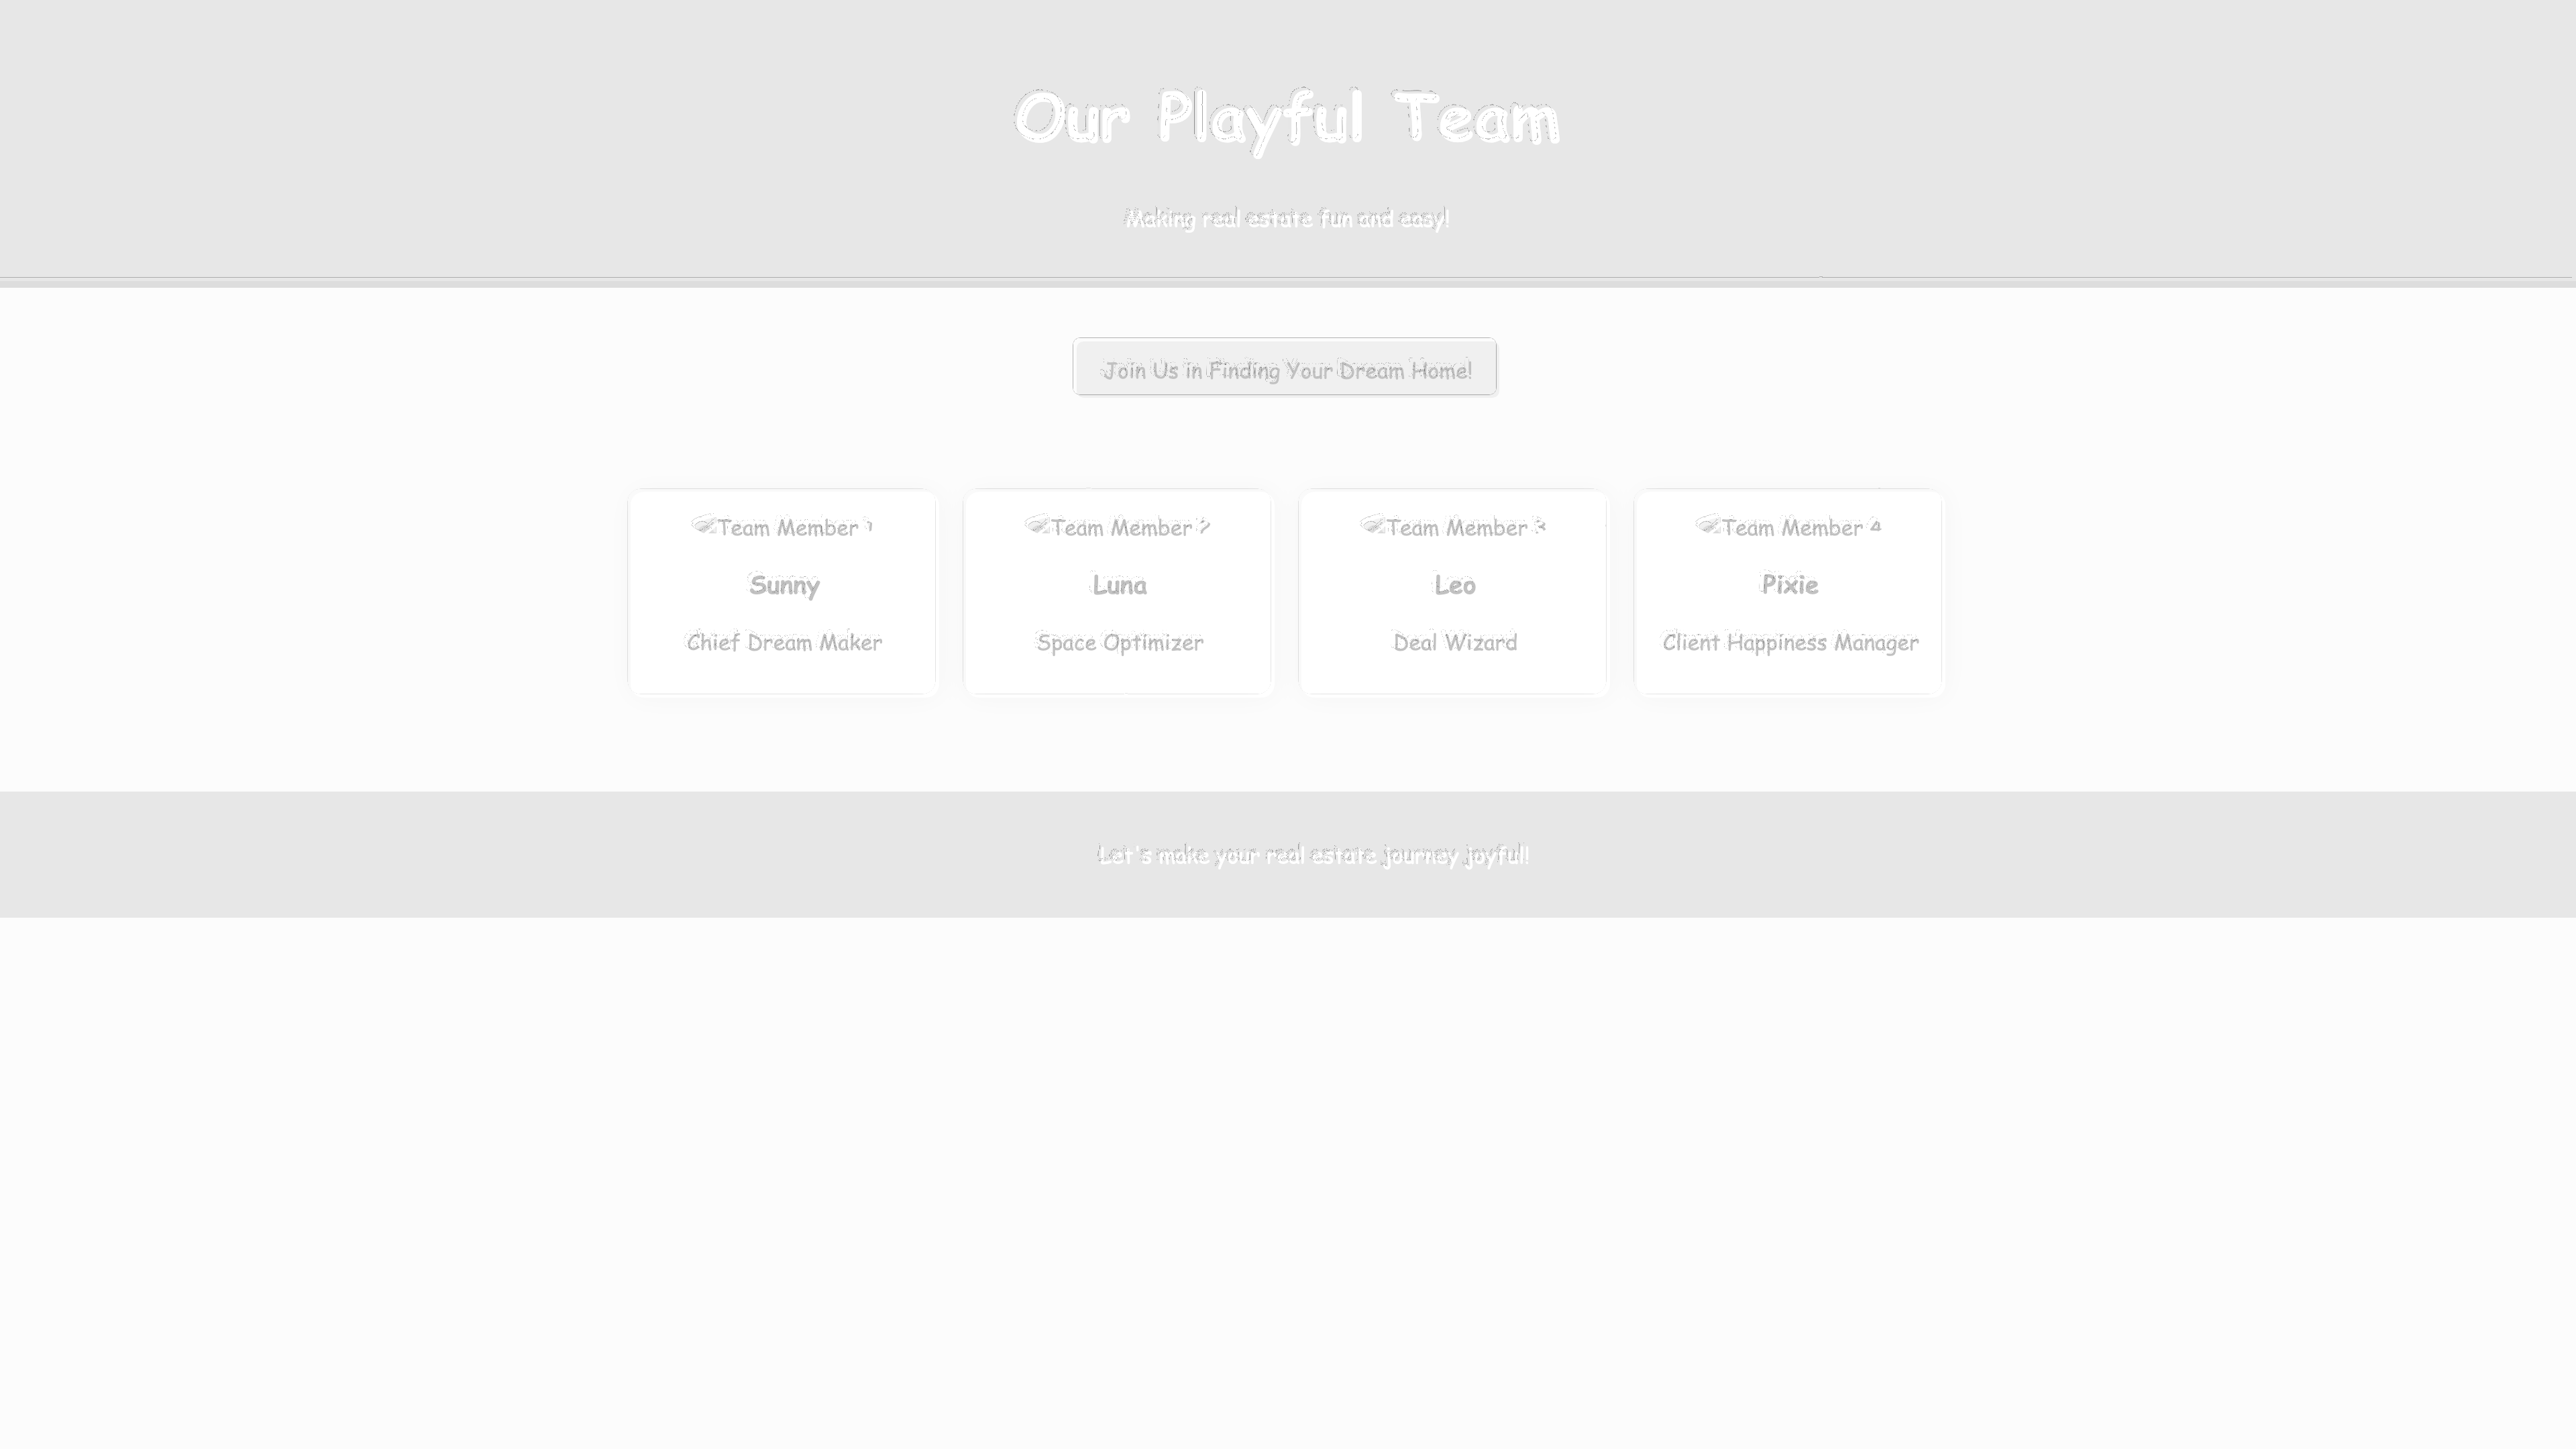 Our Playful Team
Making real estate fun and easy!
Join Us in Finding Your Dream Home!
Team Member 1
Team Member 2
Team Member 3
Team Member 4
Sunny
Luna
Leo
Pixie
Chief Dream Maker
Space Optimizer
Deal Wizard
Client Happiness Manager
Let's make your real estate journey joyful!